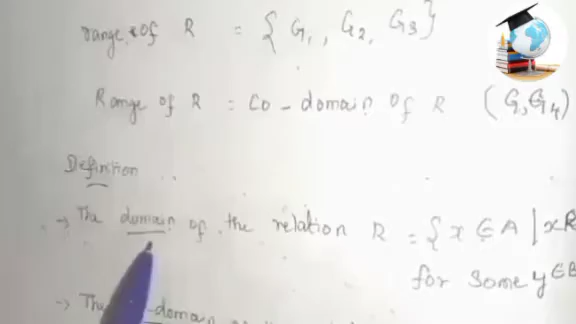 range of R = { G1, G2, G3 }
Range of R = Co-domain of R (G, G4)
Definition
→ The domain of the relation R = { x ∈ A | xR
for some y ∈ B
→ The -domain